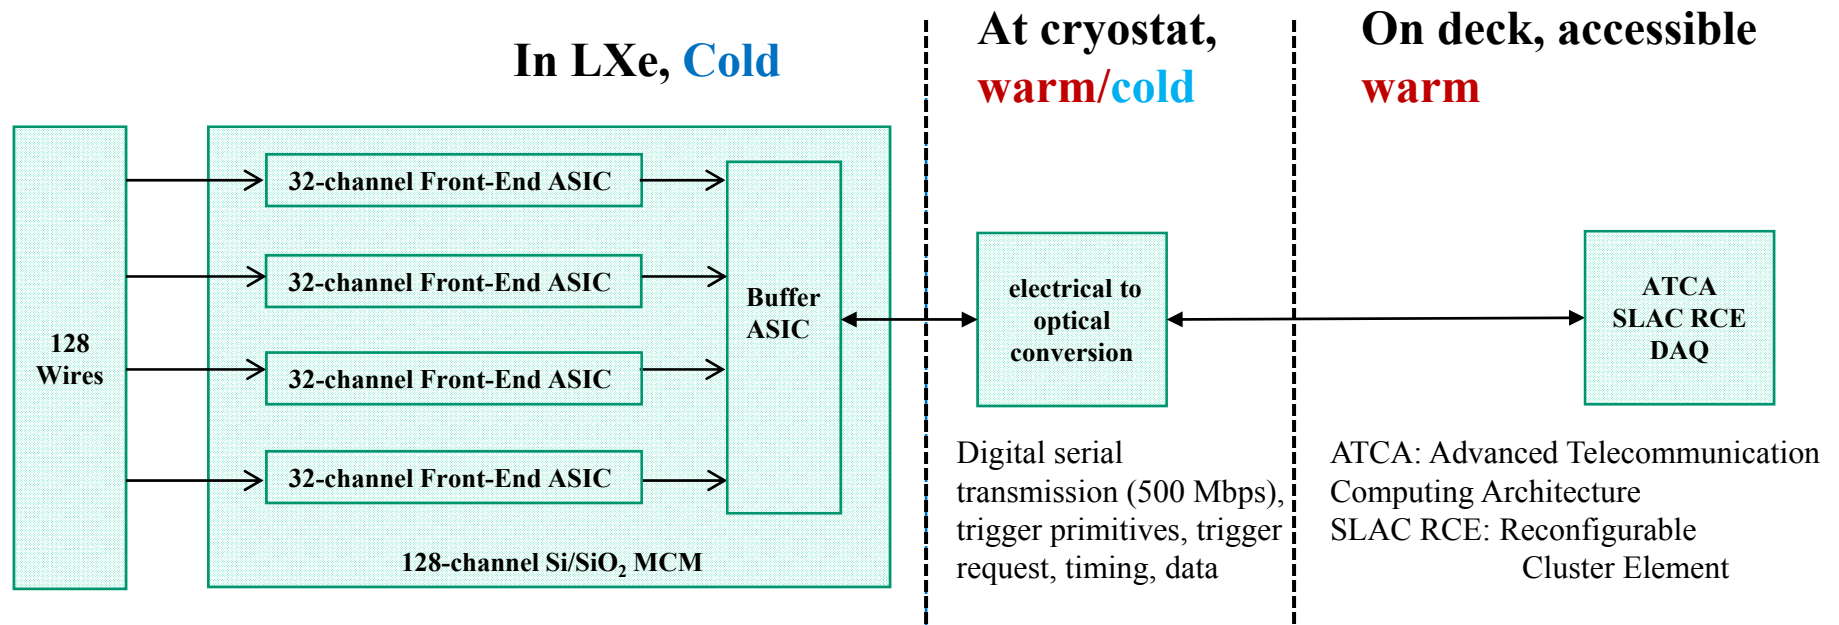 In LXe, Cold
At cryostat,
warm/cold
On deck, accessible
warm
128
Wires
32-channel Front-End ASIC
32-channel Front-End ASIC
32-channel Front-End ASIC
32-channel Front-End ASIC
Buffer
ASIC
128-channel Si/SiO₂ MCM
electrical to
optical
conversion
ATCA
SLAC RCE
DAQ
Digital serial
transmission (500 Mbps),
trigger primitives, trigger
request, timing, data
ATCA: Advanced Telecommunication
Computing Architecture
SLAC RCE: Reconfigurable
Cluster Element